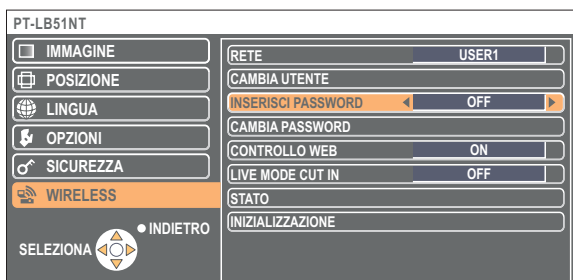 PT-LB51NT
IMMAGINE
POSIZIONE
LINGUA
OPZIONI
SICUREZZA
WIRELESS
INDIETRO
SELEZIONA
RETE USER1
CAMBIA UTENTE
INSERISCI PASSWORD OFF
CAMBIA PASSWORD
CONTROLLO WEB ON
LIVE MODE CUT IN OFF
STATO
INIZIALIZZAZIONE